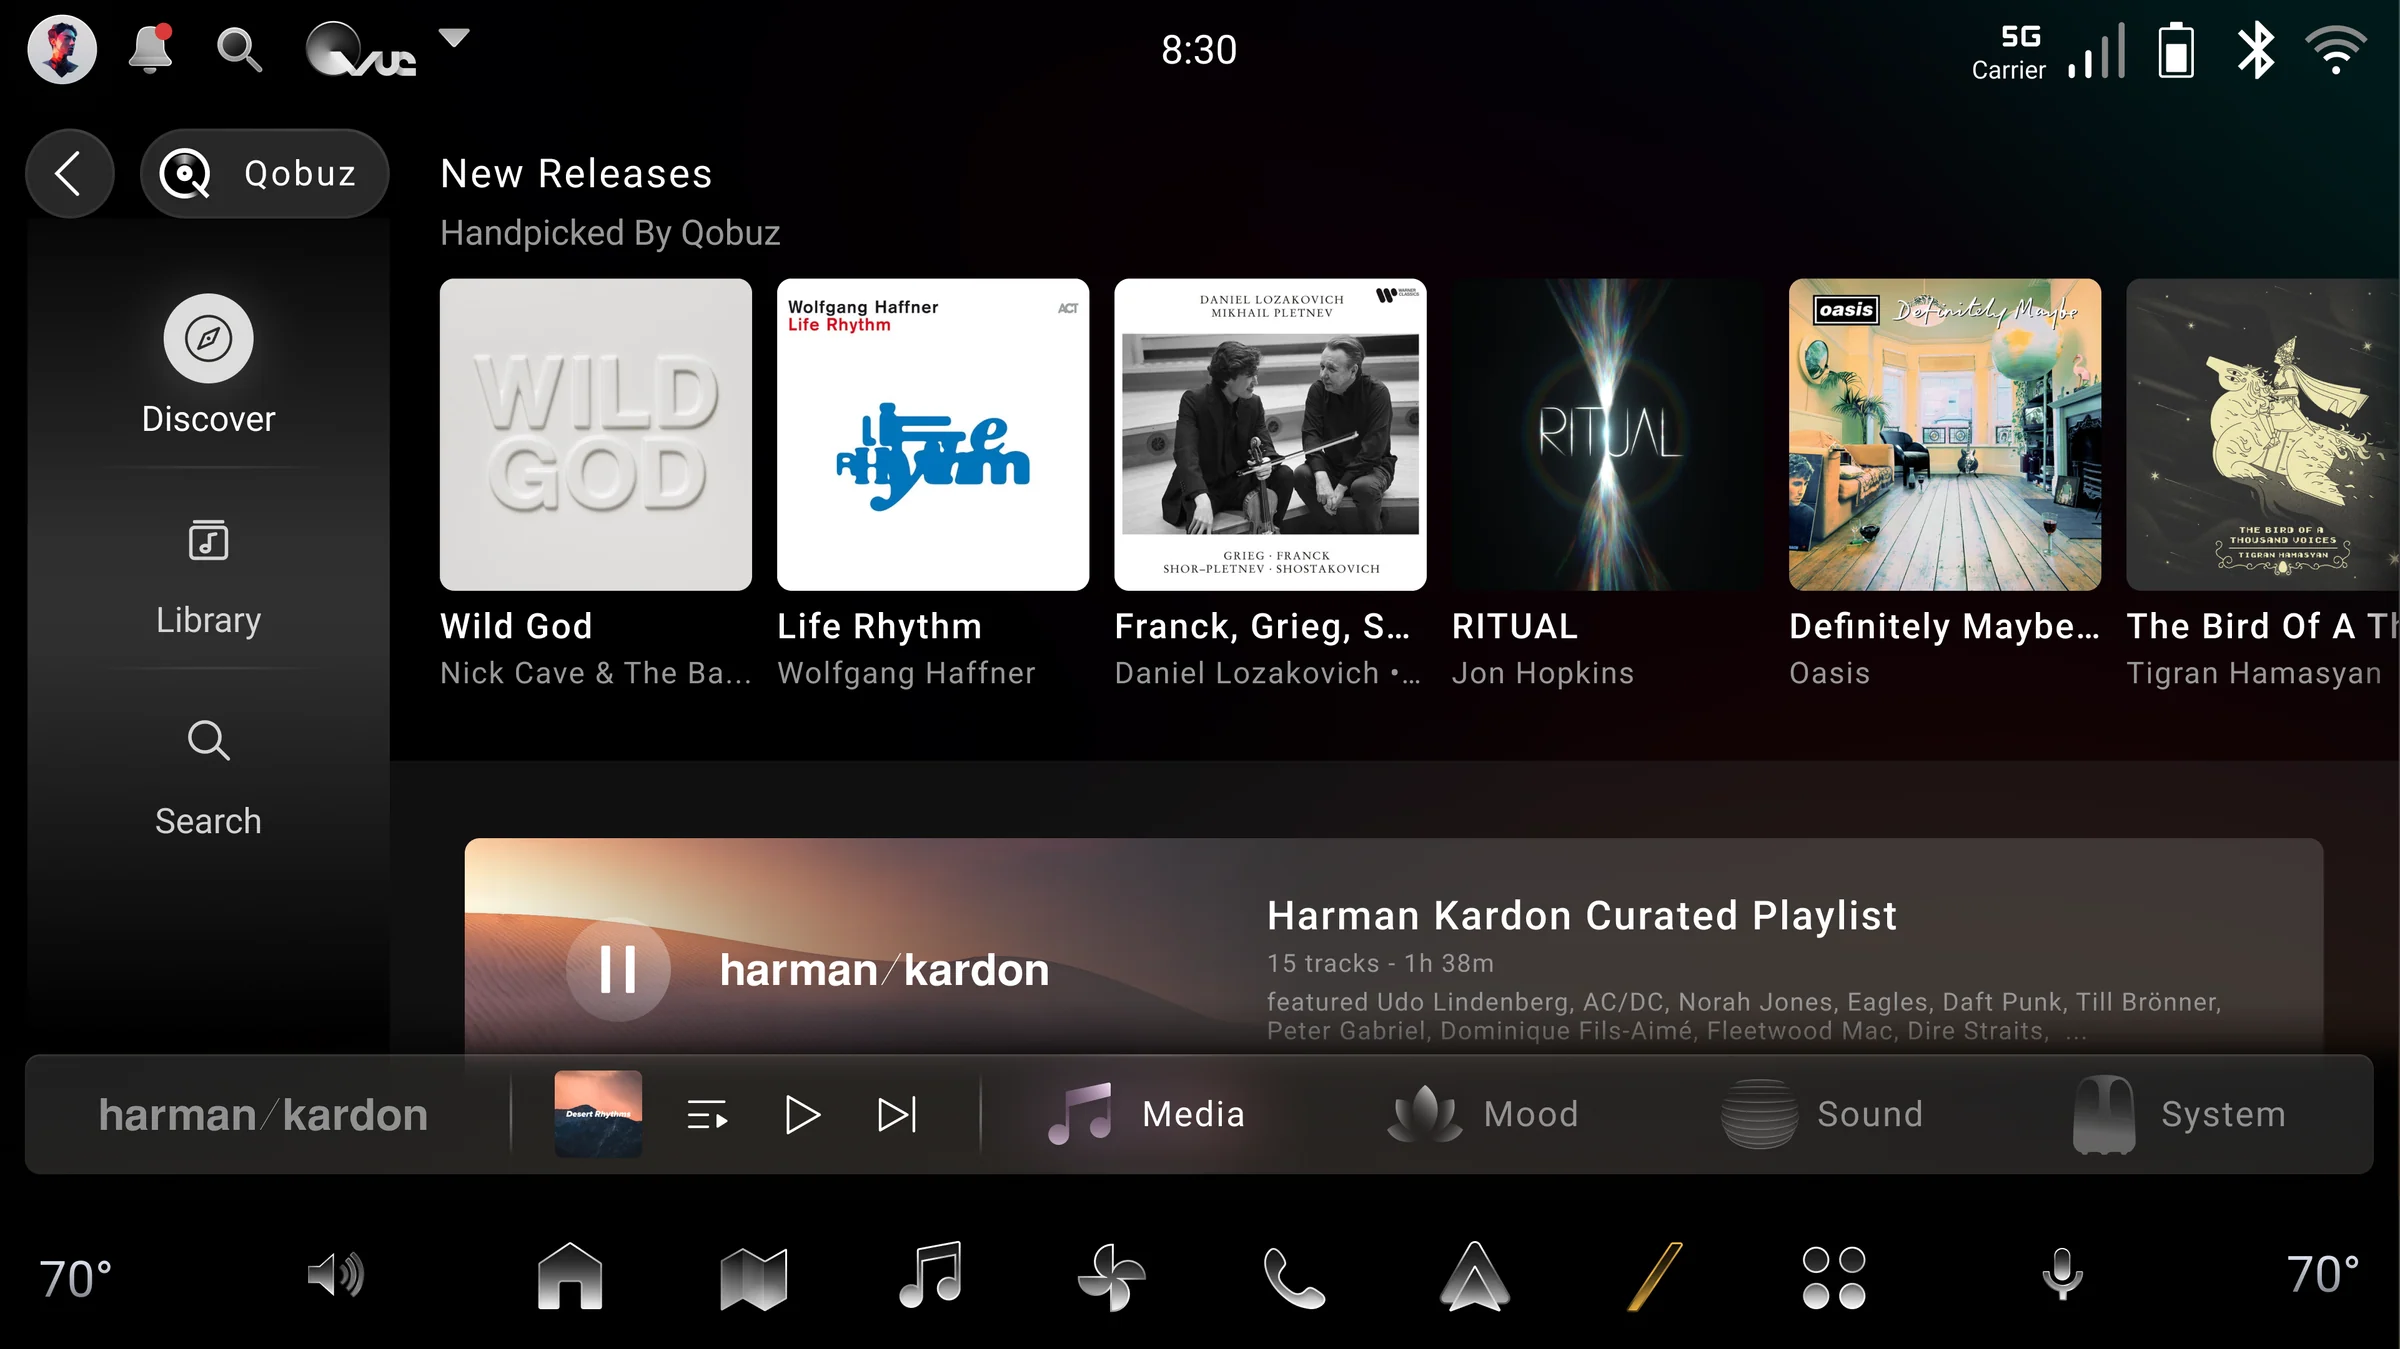 8:30
5G
Carrier
Qobuz
New Releases
Handpicked By Qobuz
Discover
Library
Search
WILD
GOD
Wild God
Nick Cave & The Ba...
Wolfgang Haffner
Life Rhythm
ACT
Life Rhythm
Wolfgang Haffner
DANIEL LOZAKOVICH
MIKHAIL PLETNEV
WARNER
CLASSICS
GRIEG · FRANCK
SHOR–PLETNEV · SHOSTAKOVICH
Franck, Grieg, S...
Daniel Lozakovich •...
RITUAL
RITUAL
Jon Hopkins
oasis Definitely Maybe
Definitely Maybe...
Oasis
THE BIRD OF A
THOUSAND VOICES
TIGRAN HAMASYAN
The Bird Of A Th
Tigran Hamasyan
harman/kardon
Harman Kardon Curated Playlist
15 tracks - 1h 38m
featured Udo Lindenberg, AC/DC, Norah Jones, Eagles, Daft Punk, Till Brönner,
Peter Gabriel, Dominique Fils-Aimé, Fleetwood Mac, Dire Straits, ...
harman/kardon
Desert Rhythms
Media
Mood
Sound
System
70°
70°